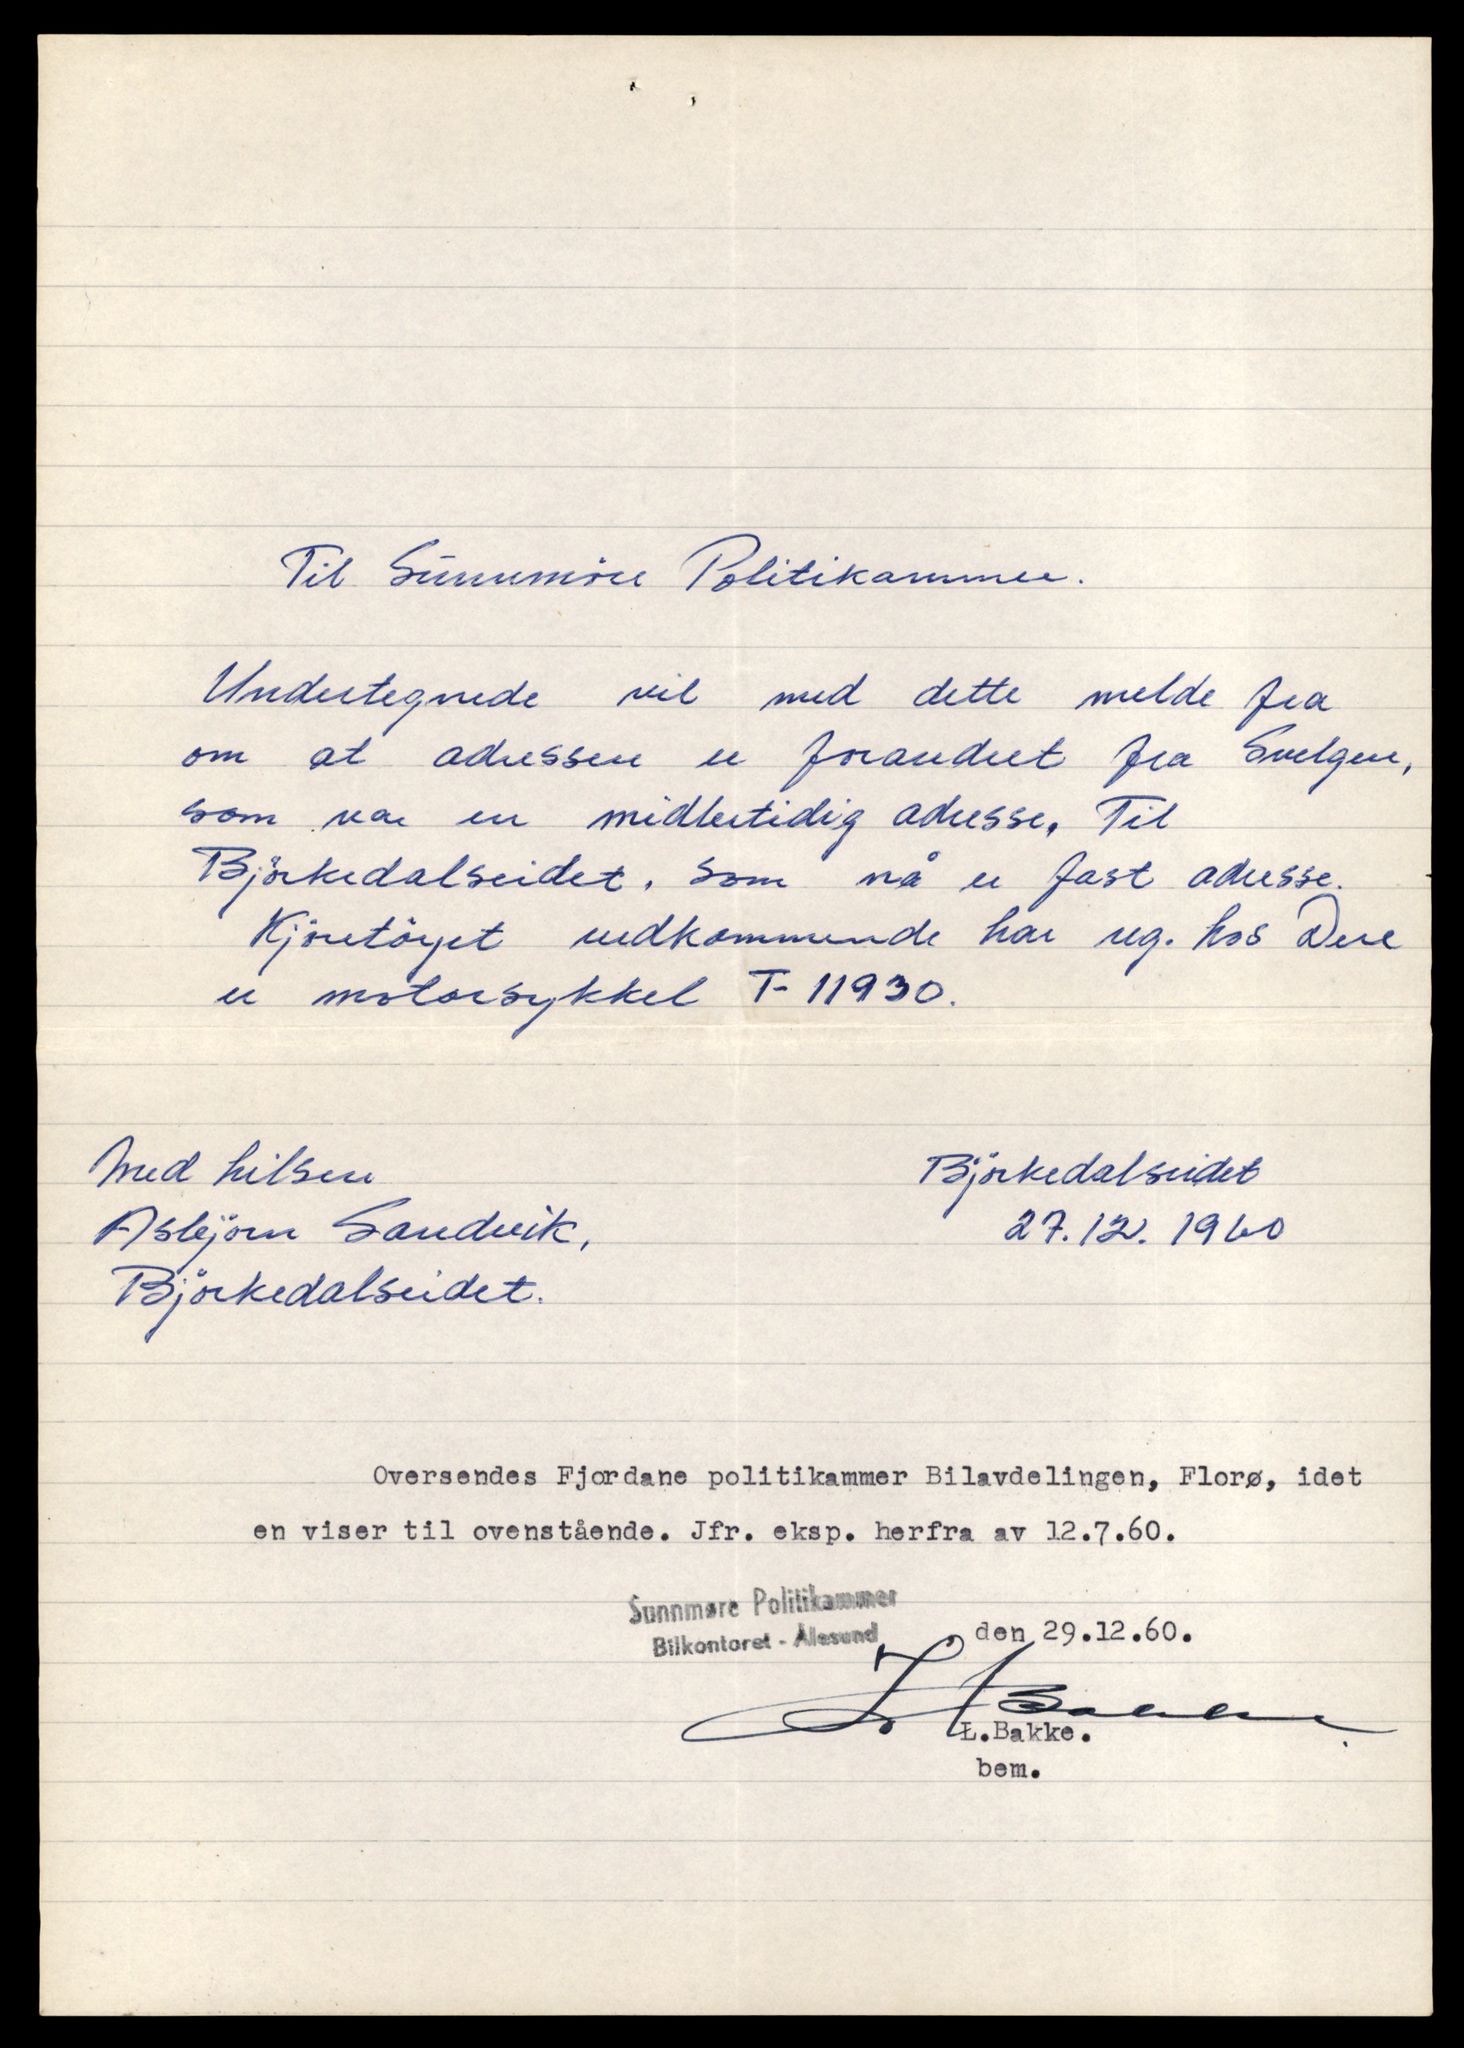 Til Sunnmöre Politikammer.
Undertegnede vil med dette melde fra
om at adressen er forandret fra Svelgen,
som var en midlertidig adresse. Til
Björkedalseidet. som nå er fast adresse.
Kjöretöyet vedkommende har reg. hos Dere
er motorsykkel T-11930.
Med hilsen
Asbjörn Sandvik,
Björkedalseidet.
Björkedalseidet
27.12.1960
Oversendes Fjordane politikammer Bilavdelingen, Florø, idet
en viser til ovenstående. Jfr. eksp. herfra av 12.7.60.
Sunnmøre Politikammer
Bilkontoret - Ålesund
den 29.12.60.
L. Bakke
L.Bakke.
bem.